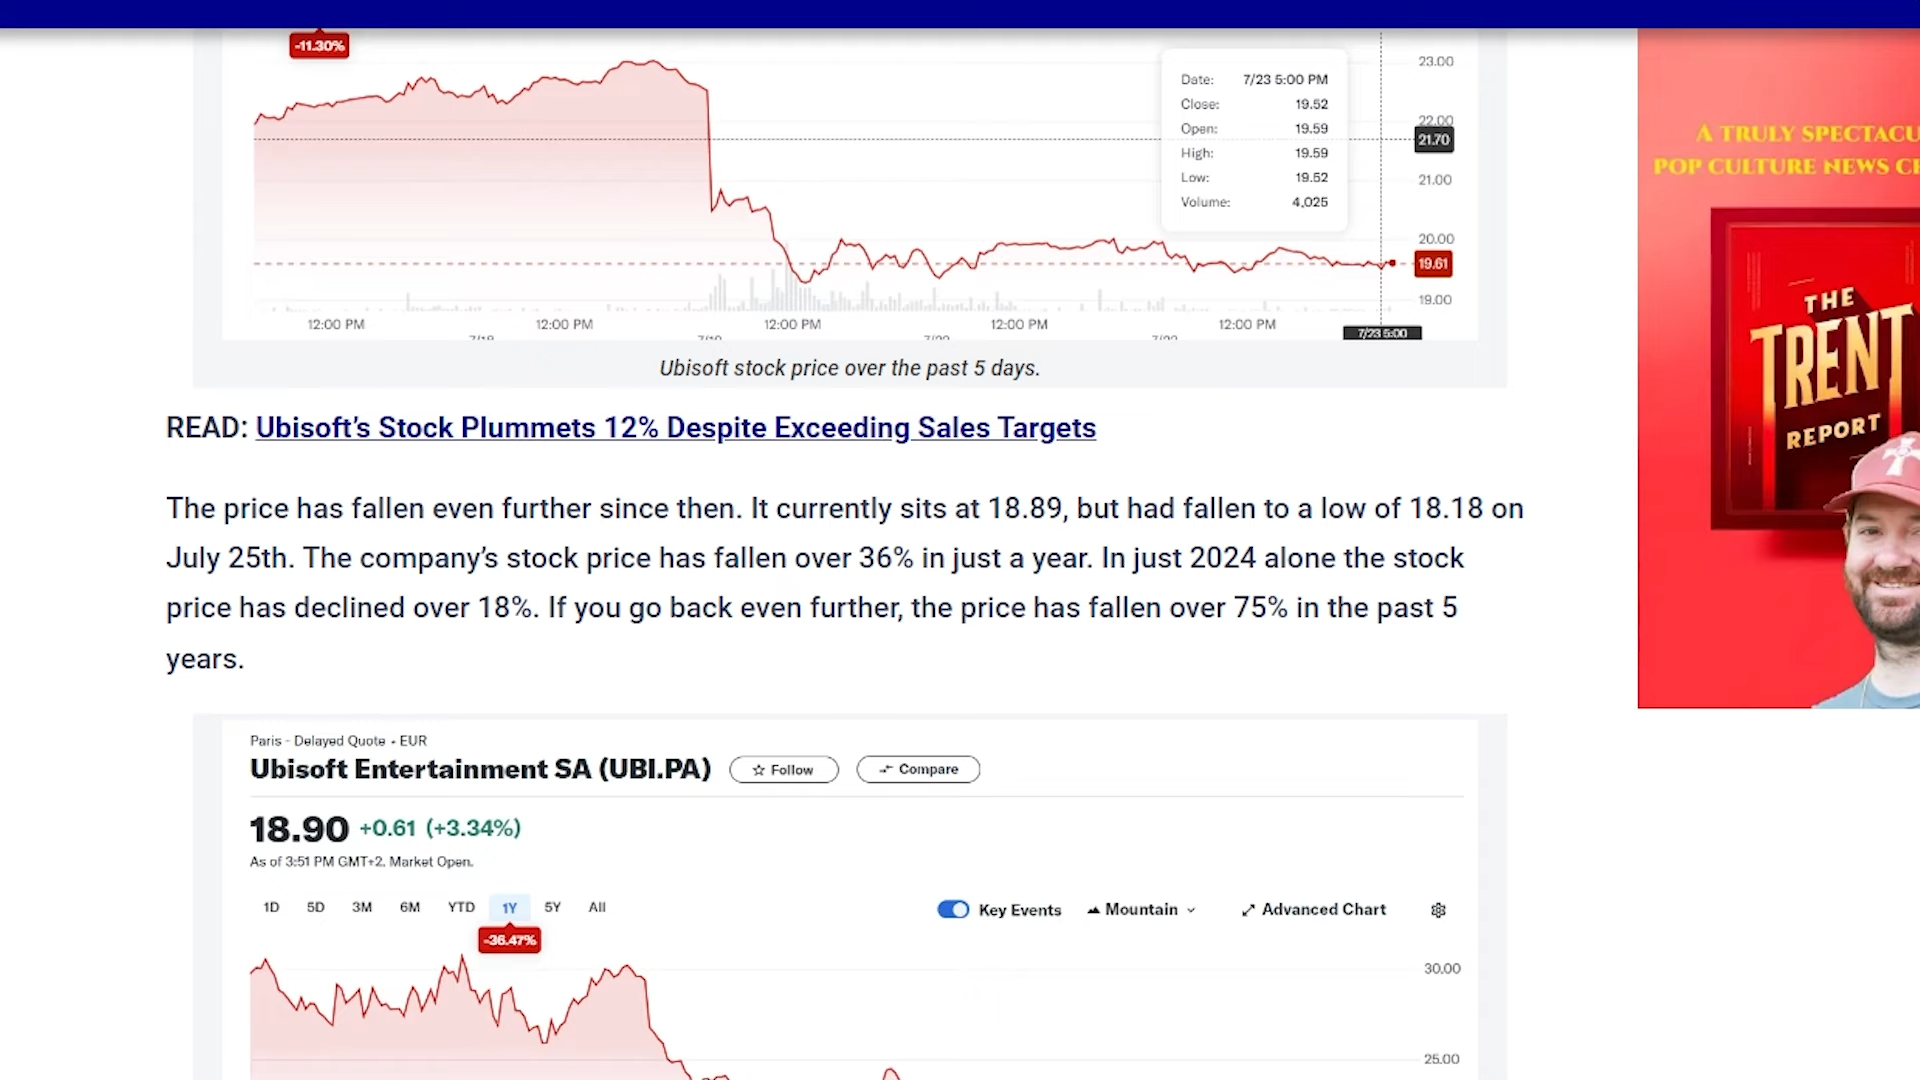 -11.30%
23.00
Date: 7/23 5:00 PM
Close: 19.52
22.00
Open: 19.59
21.70
High: 19.59
Low: 19.52
21.00
Volume: 4,025
20.00
19.61
19.00
12:00 PM 12:00 PM 12:00 PM 12:00 PM 12:00 PM
7/23 5:00
Ubisoft stock price over the past 5 days.
READ: Ubisoft’s Stock Plummets 12% Despite Exceeding Sales Targets
The price has fallen even further since then. It currently sits at 18.89, but had fallen to a low of 18.18 on
July 25th. The company’s stock price has fallen over 36% in just a year. In just 2024 alone the stock
price has declined over 18%. If you go back even further, the price has fallen over 75% in the past 5
years.
Paris - Delayed Quote • EUR
Ubisoft Entertainment SA (UBI.PA)
Follow
Compare
18.90 +0.61 (+3.34%)
As of 3:51 PM GMT+2. Market Open.
1D 5D 3M 6M YTD 1Y 5Y All
Key Events Mountain Advanced Chart
-36.47%
30.00
25.00
A TRULY SPECTACU
POP CULTURE NEWS
THE
TRENT
REPORT